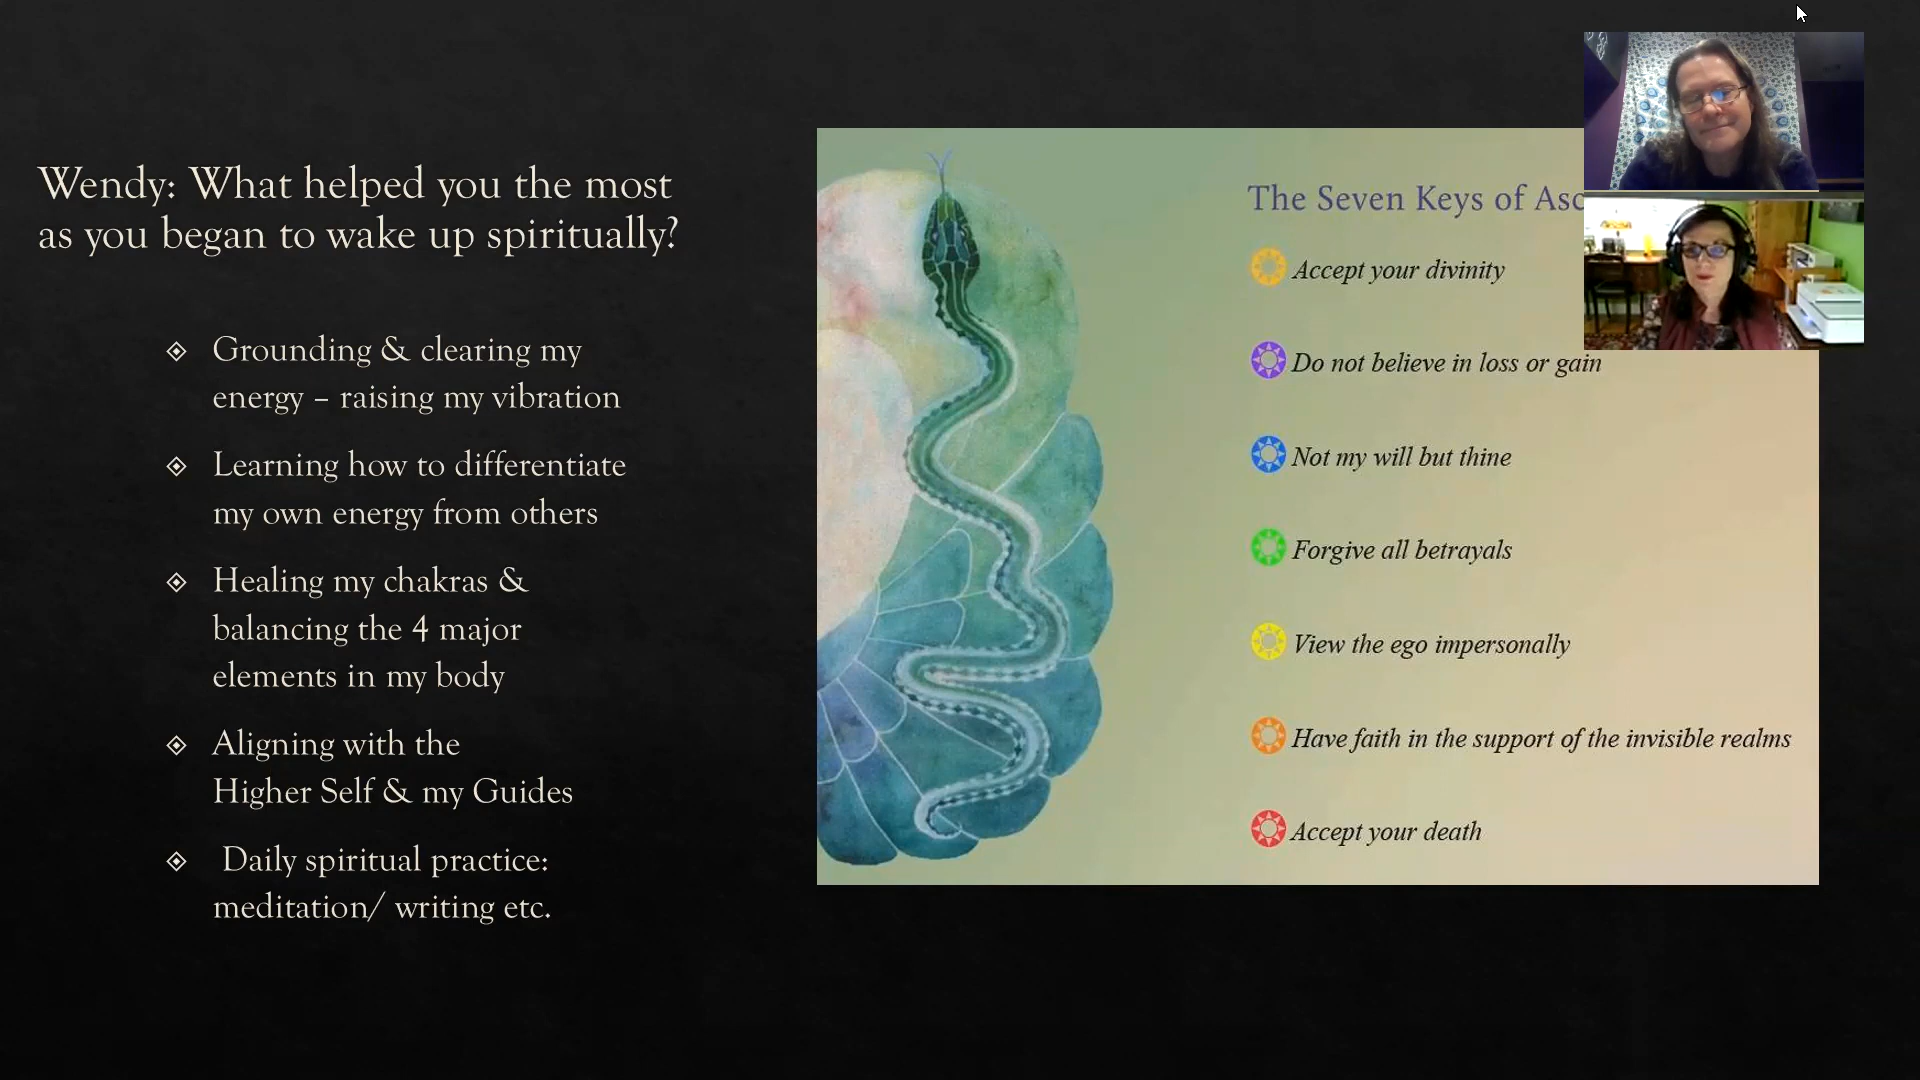 Wendy: What helped you the most
as you began to wake up spiritually?
Grounding & clearing my
energy – raising my vibration
Learning how to differentiate
my own energy from others
Healing my chakras &
balancing the 4 major
elements in my body
Aligning with the
Higher Self & my Guides
Daily spiritual practice:
meditation/ writing etc.
The Seven Keys of Asc
Accept your divinity
Do not believe in loss or gain
Not my will but thine
Forgive all betrayals
View the ego impersonally
Have faith in the support of the invisible realms
Accept your death